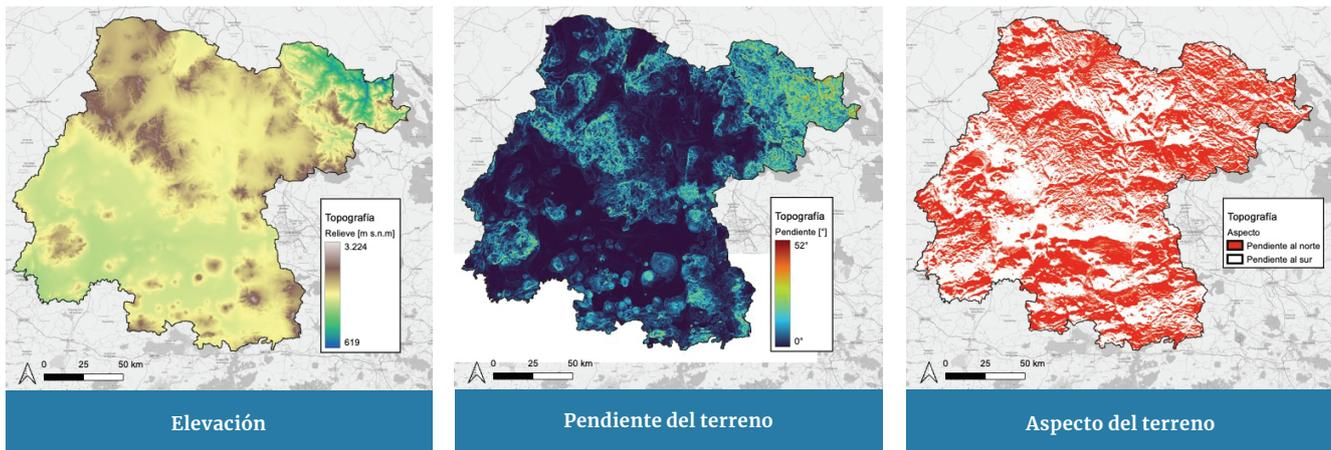 Topografía
Relieve [m s.n.m]
3.224
619
0 25 50 km
Elevación
Topografía
Pendiente [°]
52°
0°
0 25 50 km
Pendiente del terreno
Topografía
Aspecto
Pendiente al norte
Pendiente al sur
0 25 50 km
Aspecto del terreno